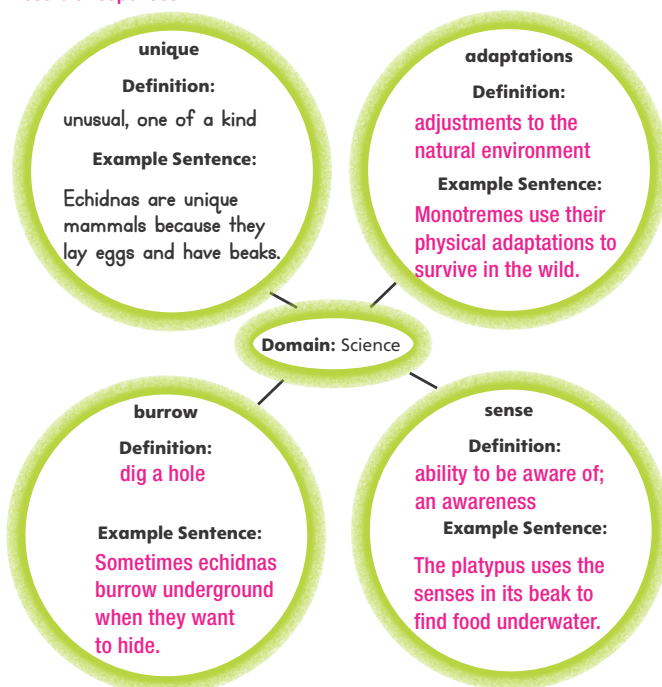 unique
Definition:
unusual, one of a kind
Example Sentence:
Echidnas are unique
mammals because they
lay eggs and have beaks.
adaptations
Definition:
adjustments to the
natural environment
Example Sentence:
Monotremes use their
physical adaptations to
survive in the wild.
Domain: Science
burrow
Definition:
dig a hole
Example Sentence:
Sometimes echidnas
burrow underground
when they want
to hide.
sense
Definition:
ability to be aware of;
an awareness
Example Sentence:
The platypus uses the
senses in its beak to
find food underwater.